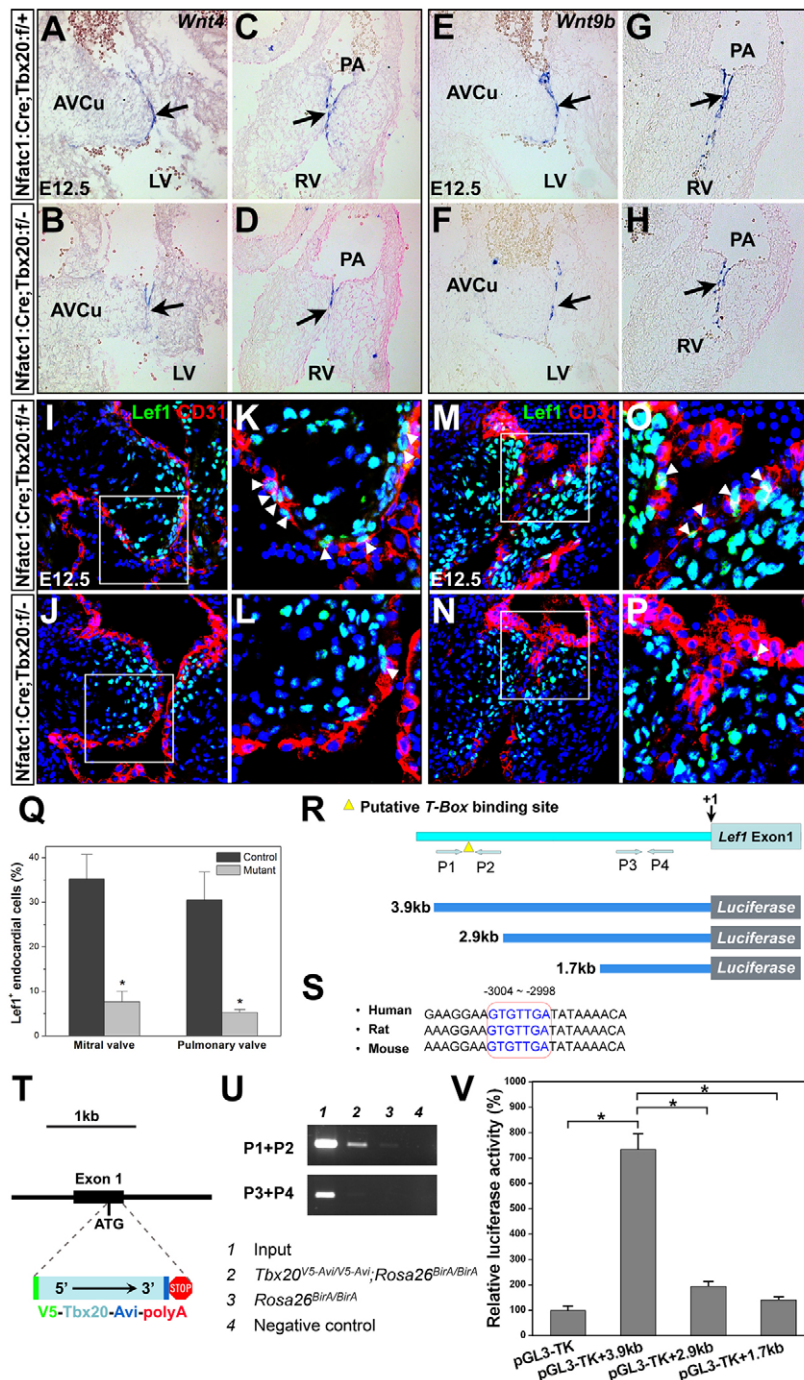 Nfatc1:Cre;Tbx20:f/+
A
Wnt4
C
E
Wnt9b
G
PA
PA
AVCu
AVCu
LV
RV
LV
RV
E12.5
E12.5
Nfatc1:Cre;Tbx20:f/-
B
D
F
H
PA
PA
AVCu
AVCu
LV
RV
LV
RV
Nfatc1:Cre;Tbx20:f/+
I
Lef1 CD31
K
M
Lef1 CD31
O
E12.5
E12.5
Nfatc1:Cre;Tbx20:f/-
J
L
N
P
Q
Lef1+ endocardial cells (%)
40
30
20
10
0
Control
Mutant
*
*
Mitral valve
Pulmonary valve
R
Putative T-Box binding site
+1
Lef1 Exon1
P1
P2
P3
P4
3.9kb
Luciferase
2.9kb
Luciferase
1.7kb
Luciferase
S
-3004 ~ -2998
• Human GAAGGAAGTGTTGATATAAAACA
• Rat AAAGGAAGTGTTGATATAAAACA
• Mouse AAAGGAAGTGTTGATATAAAACA
T
1kb
Exon 1
ATG
5' 3'
STOP
V5-Tbx20-Avi-polyA
U
1 2 3 4
P1+P2
P3+P4
1 Input
2 Tbx20V5-Avi/V5-Avi;Rosa26BirA/BirA
3 Rosa26BirA/BirA
4 Negative control
V
Relative luciferase activity (%)
1000
900
800
700
600
500
400
300
200
100
0
*
*
*
pGL3-TK
pGL3-TK+3.9kb
pGL3-TK+2.9kb
pGL3-TK+1.7kb